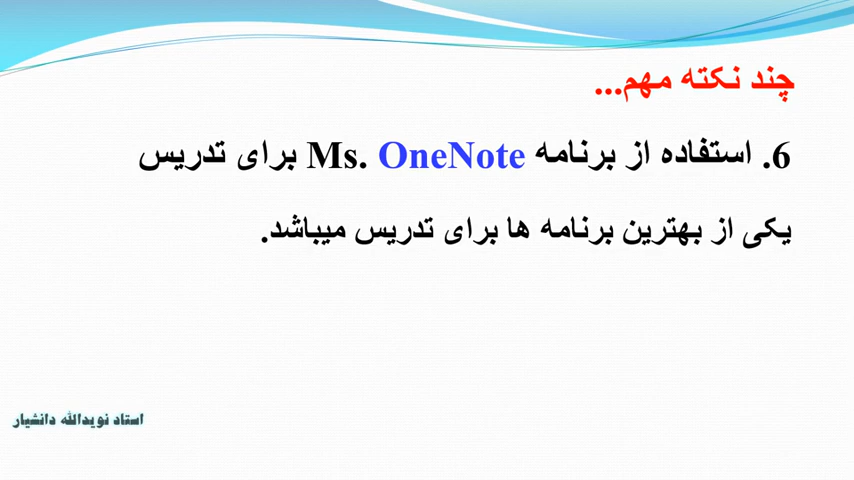 چند نکته مهم...
6. استفاده از برنامه Ms. OneNote برای تدریس
یکی از بهترین برنامه ها برای تدریس میباشد.
استاد نویدالله دانشیار